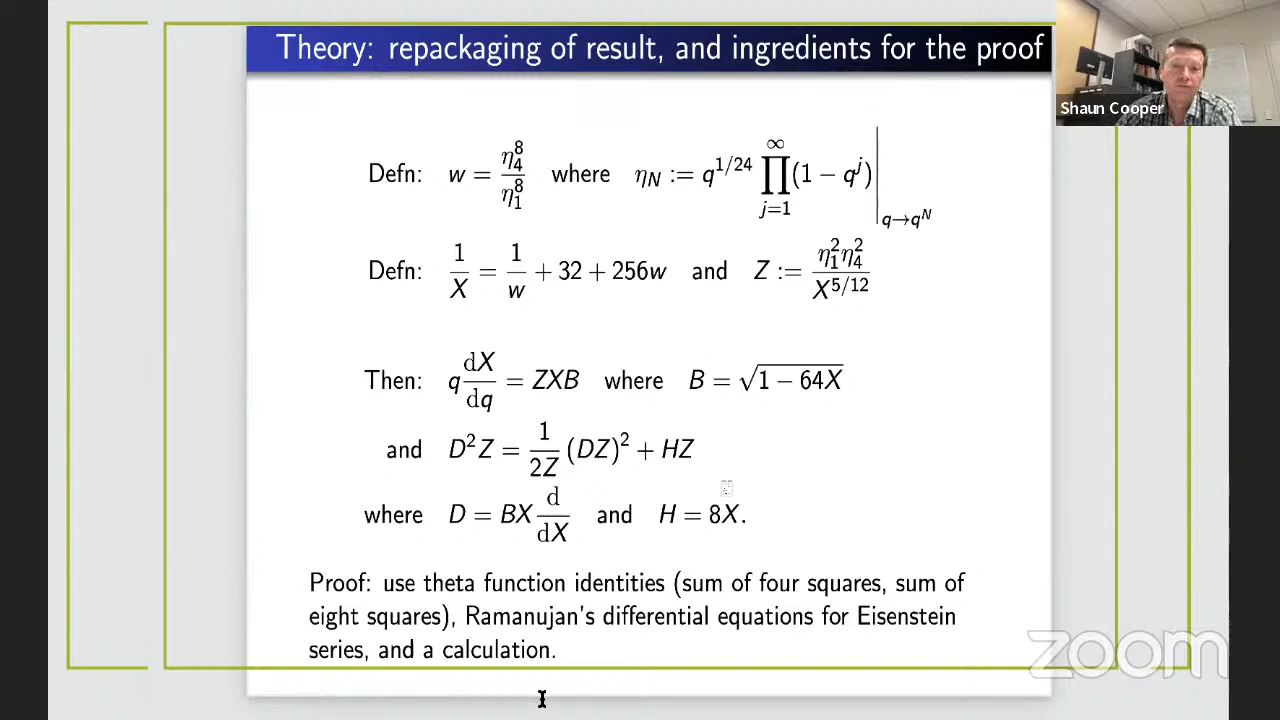 Theory: repackaging of result, and ingredients for the proof
Shaun Cooper
Defn: w = η_4^8 / η_1^8 where η_N := q^{1/24} ∏_{j=1}^{∞} (1 − q^j) |_{q→q^N}
Defn: 1/X = 1/w + 32 + 256w and Z := η_1^2 η_4^2 / X^{5/12}
Then: q dX/dq = ZXB where B = √(1 − 64X)
and D^2 Z = 1/(2Z) (DZ)^2 + HZ
where D = BX d/dX and H = 8X.
Proof: use theta function identities (sum of four squares, sum of
eight squares), Ramanujan's differential equations for Eisenstein
series, and a calculation.
zoom